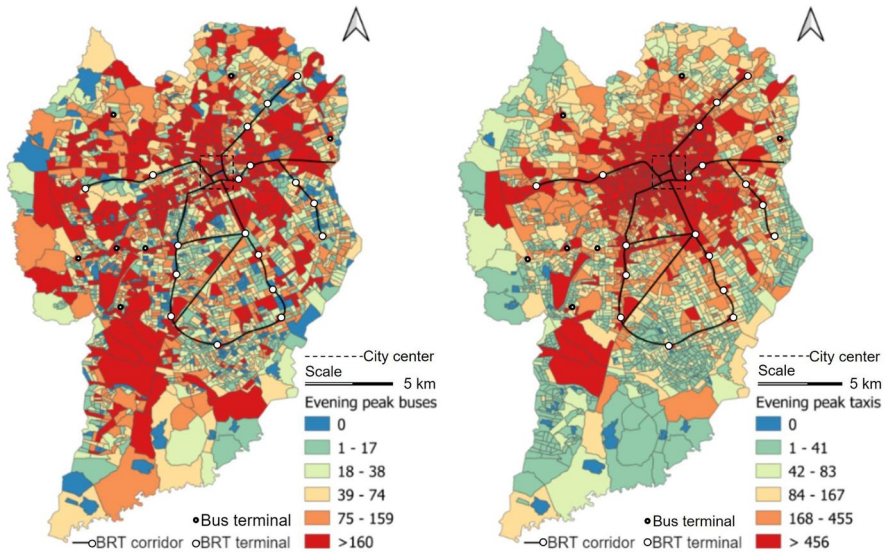 City center
Scale
5 km
Evening peak buses
0
1 - 17
18 - 38
39 - 74
75 - 159
>160
Bus terminal
BRT corridor
BRT terminal
City center
Scale
5 km
Evening peak taxis
0
1 - 41
42 - 83
84 - 167
168 - 455
> 456
Bus terminal
BRT corridor
BRT terminal